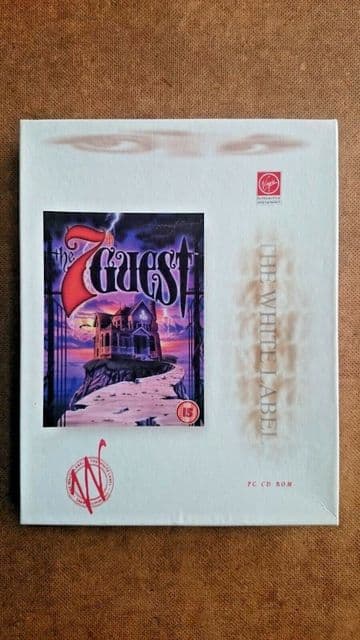 Virgin
the 7th Guest
THE WHITE LABEL
15
W
PC CD ROM